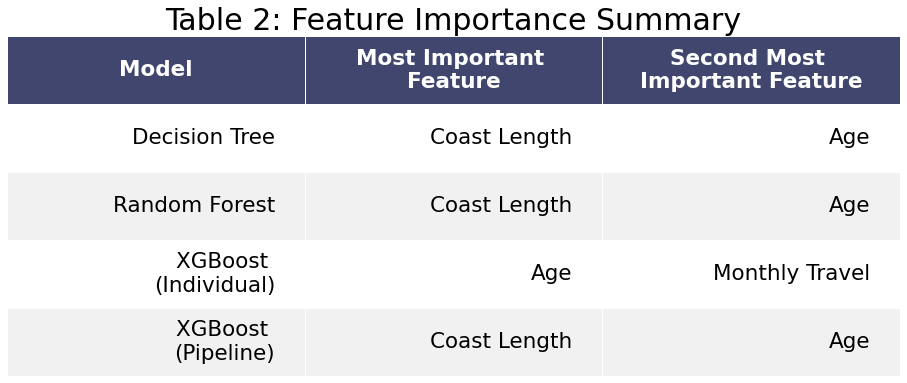 Table 2: Feature Importance Summary
Model
Most Important
Feature
Second Most
Important Feature
Decision Tree
Coast Length
Age
Random Forest
Coast Length
Age
XGBoost
(Individual)
Age
Monthly Travel
XGBoost
(Pipeline)
Coast Length
Age